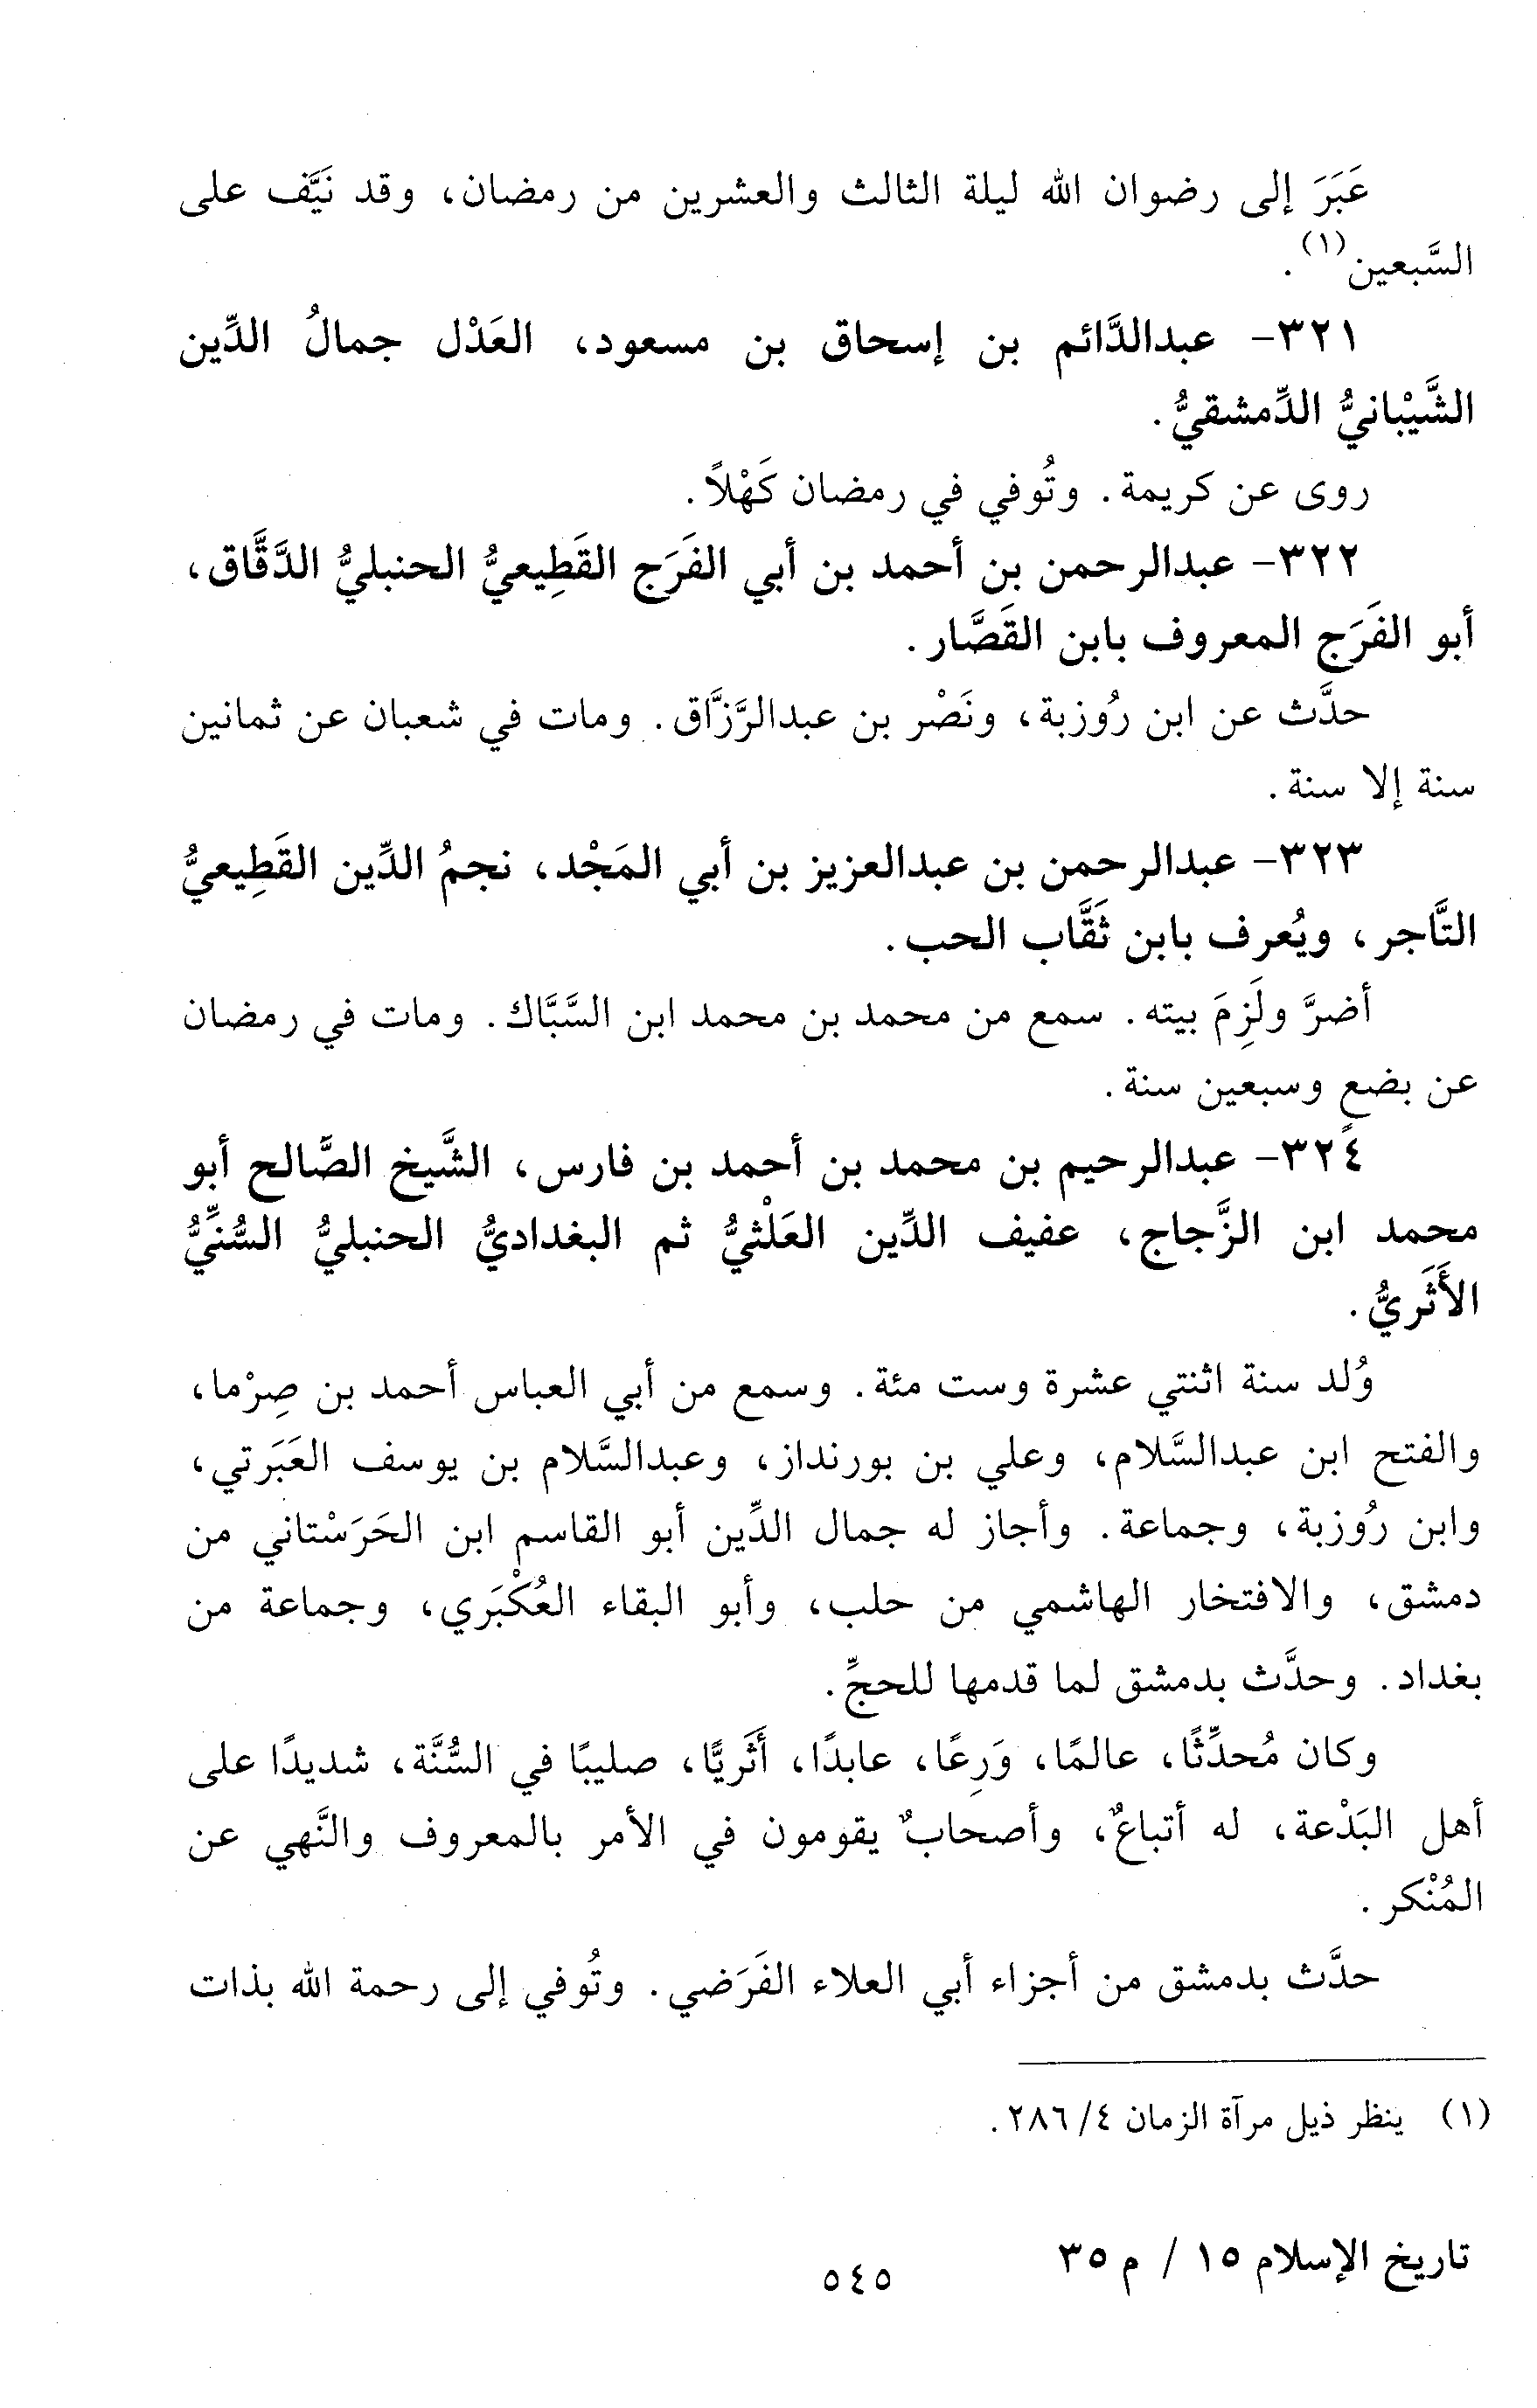 عَبَرَ إلى رضوان الله ليلة الثالث والعشرين من رمضان، وقد نَيَّف على
السَّبعين(١).
٣٢١- عبدالدَّائم بن إسحاق بن مسعود، العَدْل جمالُ الدِّين
الشَّيْبانيُّ الدِّمشقيُّ.
روى عن كريمة. وتُوفي في رمضان كَهْلاً.
٣٢٢- عبدالرحمن بن أحمد بن أبي الفَرَج القَطِيعيُّ الحنبليُّ الدَّقَّاق،
أبو الفَرَج المعروف بابن القَصَّار.
حدَّث عن ابن رُوزبة، ونَصْر بن عبدالرَّزَّاق. ومات في شعبان عن ثمانين
سنة إلا سنة.
٣٢٣- عبدالرحمن بن عبدالعزيز بن أبي المَجْد، نجمُ الدِّين القَطِيعيُّ
التَّاجر، ويُعرف بابن ثَقَّاب الحب.
أضرَّ ولَزِمَ بيته. سمع من محمد بن محمد ابن السَّبَّاك. ومات في رمضان
عن بضعٍ وسبعين سنة.
٣٢٤- عبدالرحيم بن محمد بن أحمد بن فارس، الشَّيخ الصَّالح أبو
محمد ابن الزَّجاج، عفيف الدِّين العَلْثيُّ ثم البغداديُّ الحنبليُّ السُّنِّيُّ
الأَثَريُّ.
وُلد سنة اثنتي عشرة وست مئة. وسمع من أبي العباس أحمد بن صِرْما،
والفتح ابن عبدالسَّلام، وعلي بن بورنداز، وعبدالسَّلام بن يوسف العَبَرتي،
وابن رُوزبة، وجماعة. وأجاز له جمال الدِّين أبو القاسم ابن الحَرَسْتاني من
دمشق، والافتخار الهاشمي من حلب، وأبو البقاء العُكْبَري، وجماعة من
بغداد. وحدَّث بدمشق لما قدمها للحجِّ.
وكان مُحدِّثًا، عالمًا، وَرِعًا، عابدًا، أَثَريًّا، صليبًا في السُّنَّة، شديدًا على
أهل البَدْعة، له أتباعٌ، وأصحابٌ يقومون في الأمر بالمعروف والنَّهي عن
المُنْكر.
حدَّث بدمشق من أجزاء أبي العلاء الفَرَضي. وتُوفي إلى رحمة الله بذات
(١) ينظر ذيل مرآة الزمان ٤/ ٢٨٦.
تاريخ الإسلام ١٥ / م ٣٥
٥٤٥